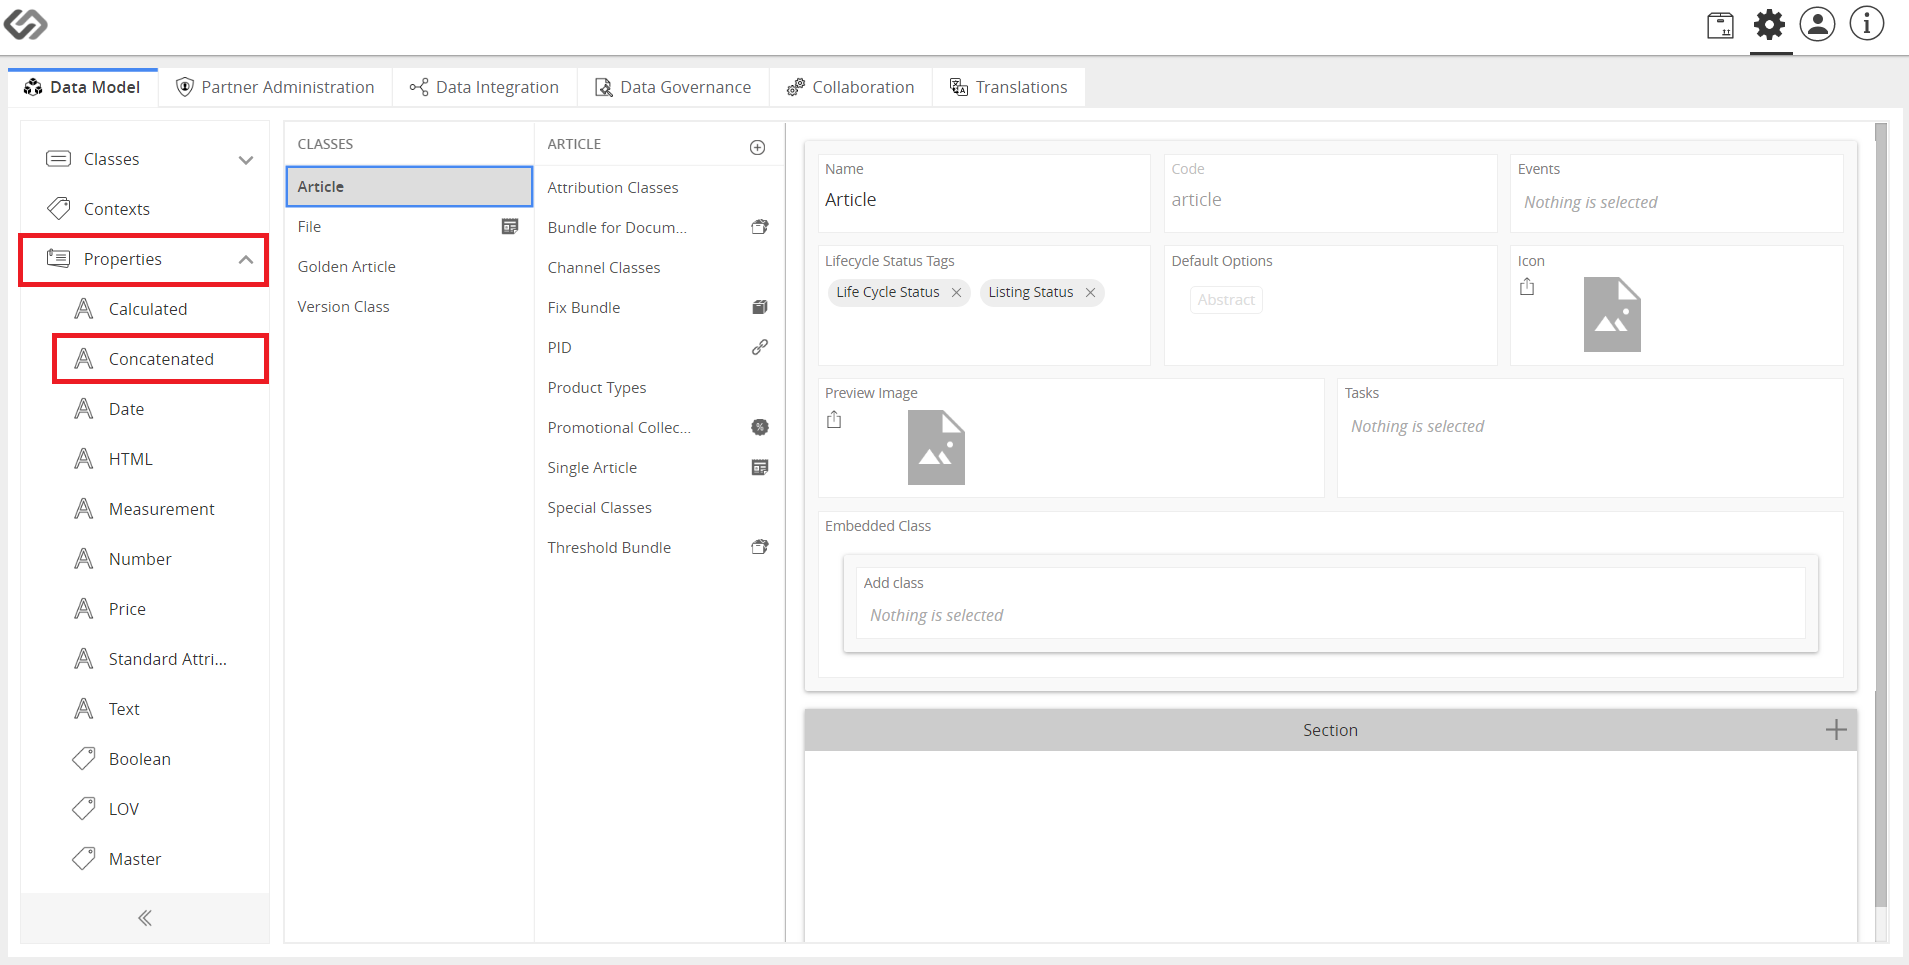 Data Model
Partner Administration
Data Integration
Data Governance
Collaboration
Translations
Classes
Contexts
Properties
Calculated
Concatenated
Date
HTML
Measurement
Number
Price
Standard Attri...
Text
Boolean
LOV
Master
CLASSES
Article
File
Golden Article
Version Class
ARTICLE
Attribution Classes
Bundle for Docum...
Channel Classes
Fix Bundle
PID
Product Types
Promotional Collec...
Single Article
Special Classes
Threshold Bundle
Name
Article
Code
article
Events
Nothing is selected
Lifecycle Status Tags
Life Cycle Status
Listing Status
Default Options
Abstract
Icon
Preview Image
Tasks
Nothing is selected
Embedded Class
Add class
Nothing is selected
Section